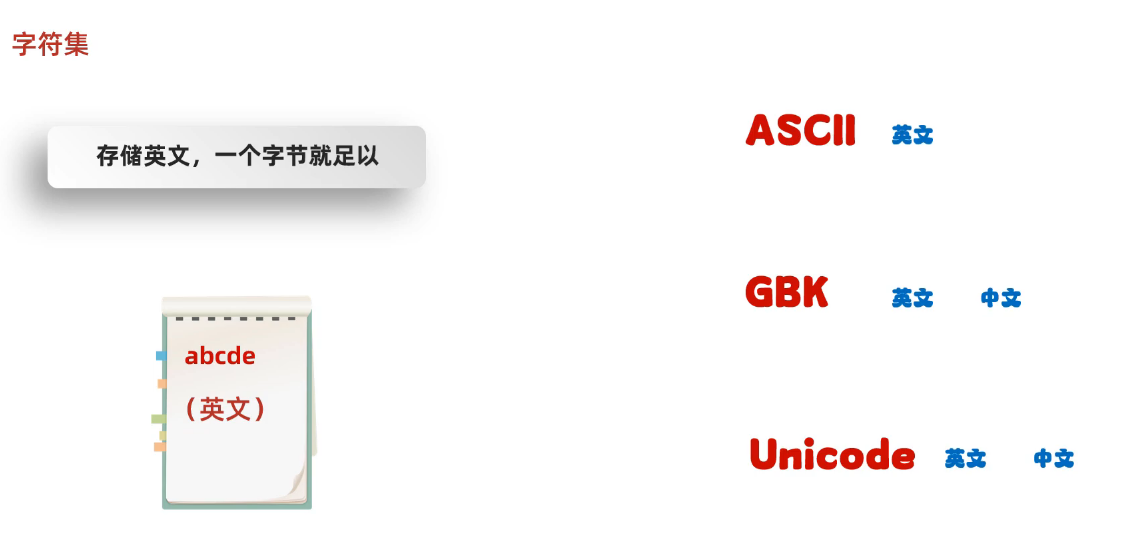 字符集
存储英文，一个字节就足以
abcde
（英文）
ASCII 英文
GBK 英文 中文
Unicode 英文 中文